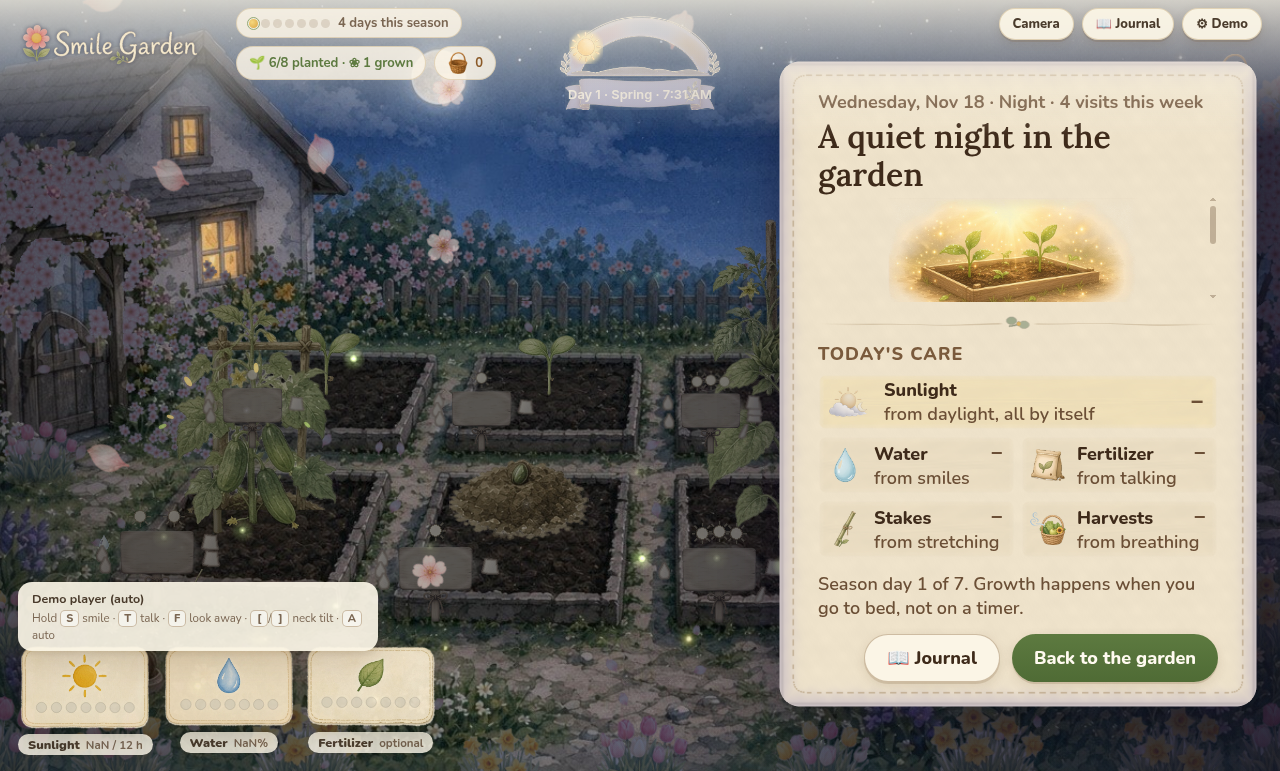 Smile Garden
4 days this season
6/8 planted · 1 grown
0
Day 1 · Spring · 7:31 AM
Camera
Journal
Demo
Wednesday, Nov 18 · Night · 4 visits this week
A quiet night in the
garden
TODAY'S CARE
Sunlight –
from daylight, all by itself
Water –
from smiles
Fertilizer –
from talking
Stakes –
from stretching
Harvests –
from breathing
Season day 1 of 7. Growth happens when you
go to bed, not on a timer.
Journal
Back to the garden
Demo player (auto)
Hold S smile · T talk · F look away · [ / ] neck tilt · A
auto
Sunlight NaN / 12 h
Water NaN%
Fertilizer optional